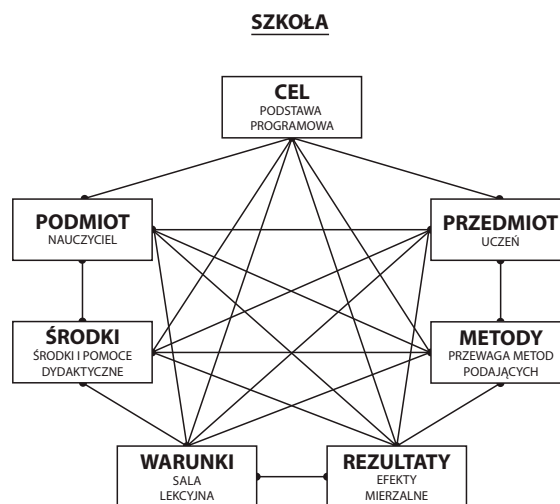 SZKOŁA
CEL
PODSTAWA
PROGRAMOWA
PODMIOT
NAUCZYCIEL
PRZEDMIOT
UCZEŃ
ŚRODKI
ŚRODKI I POMOCE
DYDAKTYCZNE
METODY
PRZEWAGA METOD
PODAJĄCYCH
WARUNKI
SALA
LEKCYJNA
REZULTATY
EFEKTY
MIERZALNE